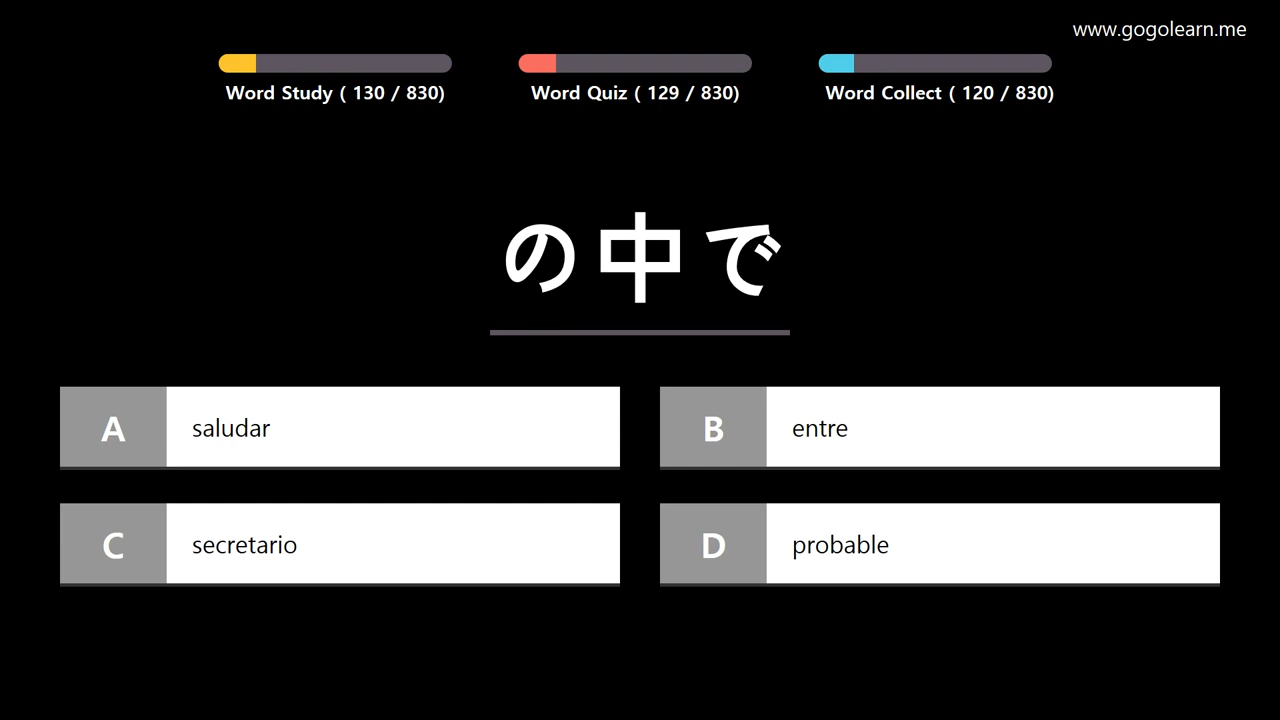 www.gogolearn.me
Word Study ( 130 / 830)
Word Quiz ( 129 / 830)
Word Collect ( 120 / 830)
の中で
A saludar
B entre
C secretario
D probable